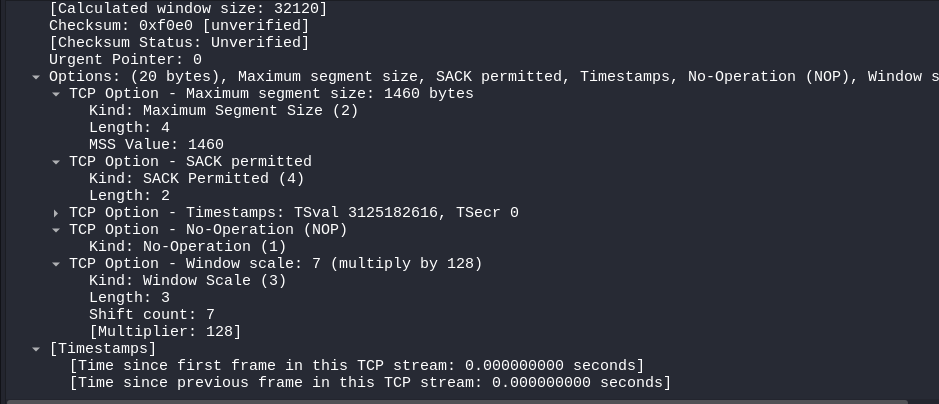 [Calculated window size: 32120]
Checksum: 0xf0e0 [unverified]
[Checksum Status: Unverified]
Urgent Pointer: 0
Options: (20 bytes), Maximum segment size, SACK permitted, Timestamps, No-Operation (NOP), Window s
TCP Option - Maximum segment size: 1460 bytes
Kind: Maximum Segment Size (2)
Length: 4
MSS Value: 1460
TCP Option - SACK permitted
Kind: SACK Permitted (4)
Length: 2
TCP Option - Timestamps: TSval 3125182616, TSecr 0
TCP Option - No-Operation (NOP)
Kind: No-Operation (1)
TCP Option - Window scale: 7 (multiply by 128)
Kind: Window Scale (3)
Length: 3
Shift count: 7
[Multiplier: 128]
[Timestamps]
[Time since first frame in this TCP stream: 0.000000000 seconds]
[Time since previous frame in this TCP stream: 0.000000000 seconds]